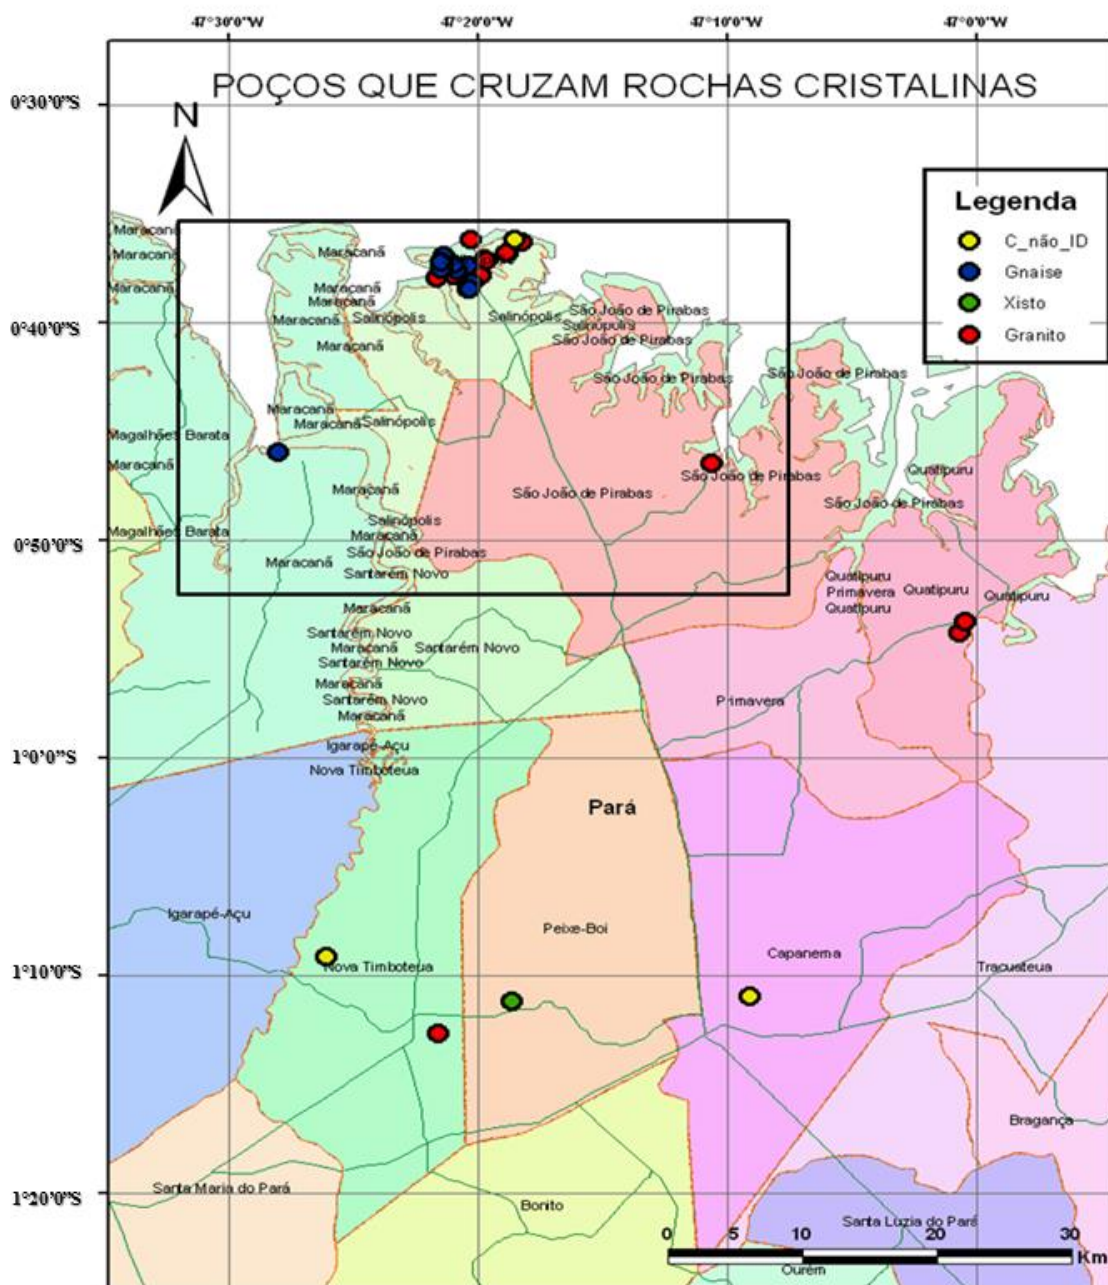 47°30'0"W 47°20'0"W 47°10'0"W 47°0'0"W
POÇOS QUE CRUZAM ROCHAS CRISTALINAS
0°30'0"S
N
Legenda
C_não_ID
Gnaise
Xisto
Granito
Maracanã
Maracanã
Maracanã
Maracanã
Maracanã
Maracanã
Salinópolis
Salinópolis
São João de Pirabas
Salinópolis
0°40'0"S
Maracanã
São João de Pirabas
Maracanã
São João de Pirabas
São João de Pirabas
Maracanã
Maracanã
Salinópolis
Magalhães Barata
Maracanã
São João de Pirabas
Quatipuru
Maracanã
São João de Pirabas
São João de Pirabas
Magalhães Barata
Salinópolis
Maracanã
0°50'0"S
São João de Pirabas
Maracanã
Santarém Novo
Quatipuru
Primavera
Quatipuru
Quatipuru
Quatipuru
Maracanã
Santarém Novo
Maracanã
Santarém Novo
Santarém Novo
Maracanã
Santarém Novo
Maracanã
Primavera
Igarapé-Açu
1°0'0"S
Nova Timboteua
Pará
Igarapé-Açu
Peixe-Boi
Capanema
Nova Timboteua
Tracuateua
1°10'0"S
Bragança
Santa Maria do Pará
1°20'0"S
Bonito
Santa Luzia do Pará
0 5 10 20 30
Km
Ourém